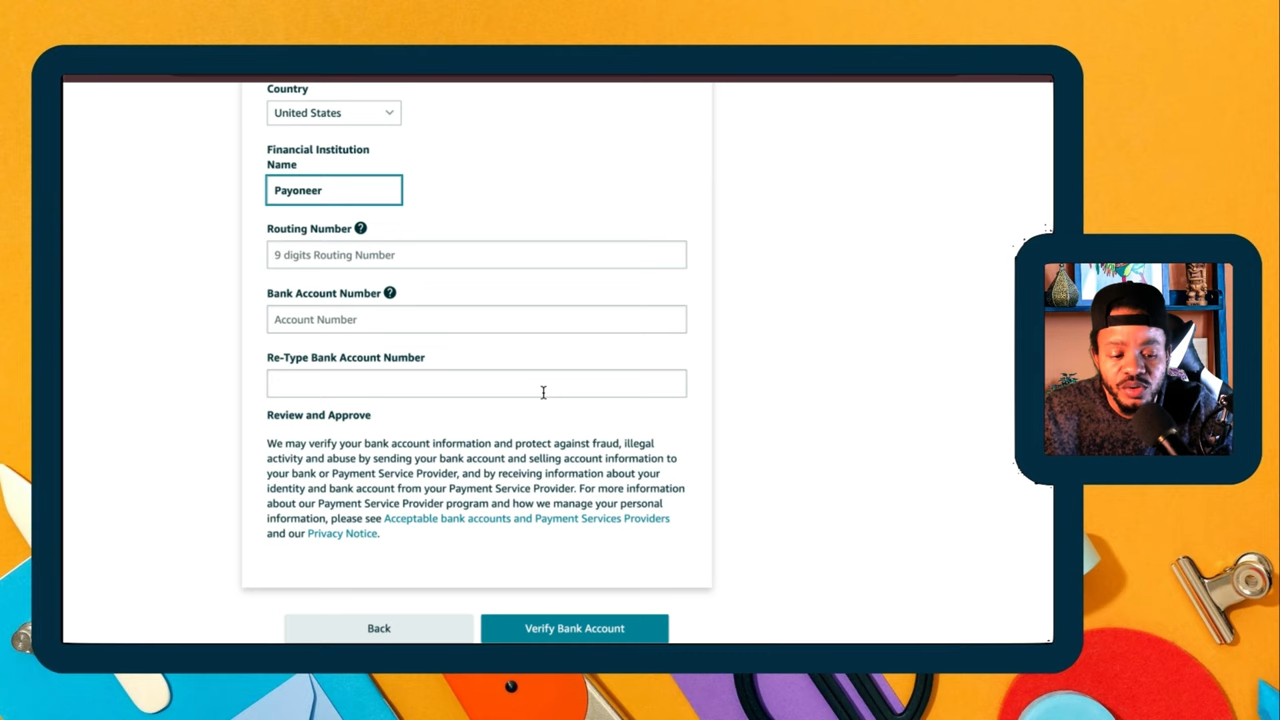 Country
United States
Financial Institution
Name
Payoneer
Routing Number ?
9 digits Routing Number
Bank Account Number ?
Account Number
Re-Type Bank Account Number
Review and Approve
We may verify your bank account information and protect against fraud, illegal
activity and abuse by sending your bank account and selling account information to
your bank or Payment Service Provider, and by receiving information about your
identity and bank account from your Payment Service Provider. For more information
about our Payment Service Provider program and how we manage your personal
information, please see Acceptable bank accounts and Payment Services Providers
and our Privacy Notice.
Back
Verify Bank Account